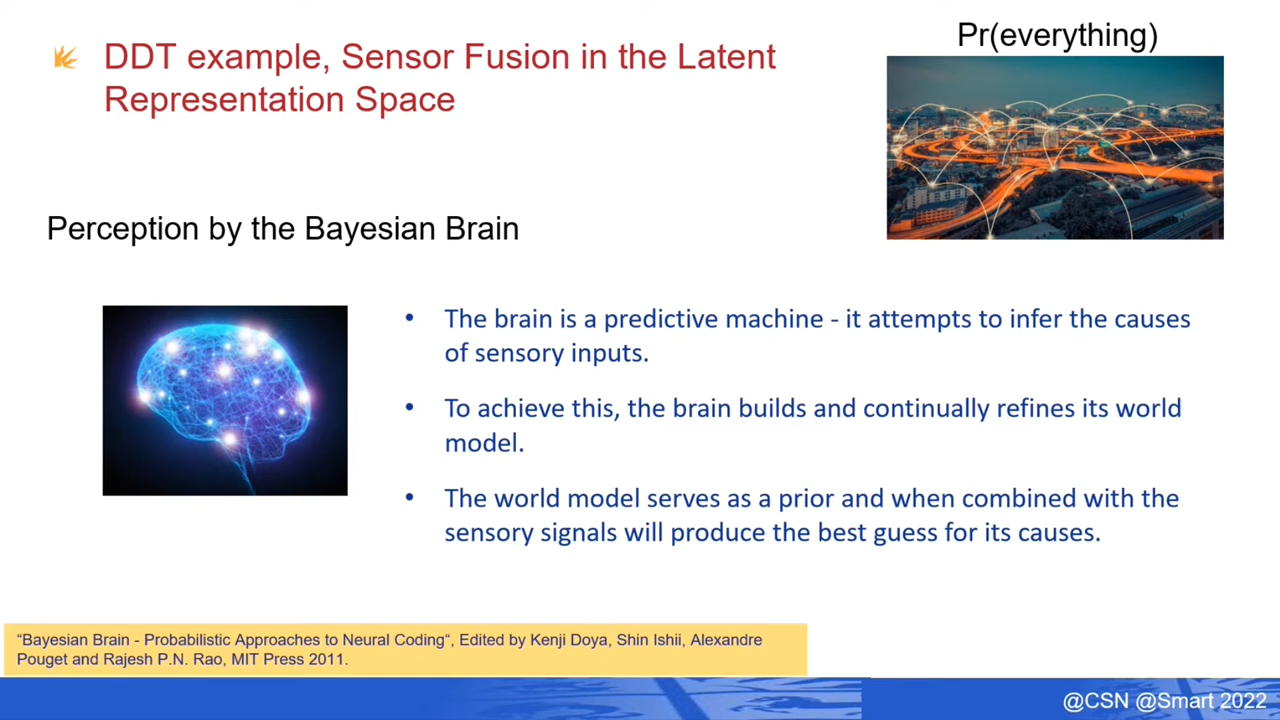 DDT example, Sensor Fusion in the Latent
Representation Space
Pr(everything)
Perception by the Bayesian Brain
• The brain is a predictive machine - it attempts to infer the causes
of sensory inputs.
• To achieve this, the brain builds and continually refines its world
model.
• The world model serves as a prior and when combined with the
sensory signals will produce the best guess for its causes.
“Bayesian Brain - Probabilistic Approaches to Neural Coding“, Edited by Kenji Doya, Shin Ishii, Alexandre
Pouget and Rajesh P.N. Rao, MIT Press 2011.
@CSN @Smart 2022